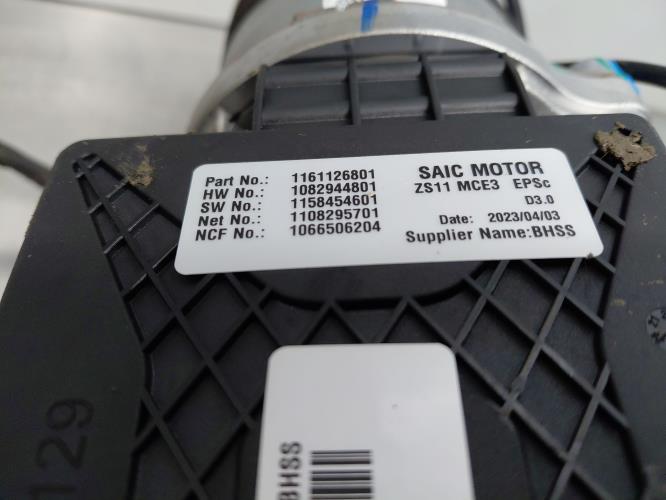 Part No.: 1161126801
HW No.: 1082944801
SW No.: 1158454601
Net No.: 1108295701
NCF No.: 1066506204
SAIC MOTOR
ZS11 MCE3 EPSc
D3.0
Date: 2023/04/03
Supplier Name:BHSS
BHSS
129